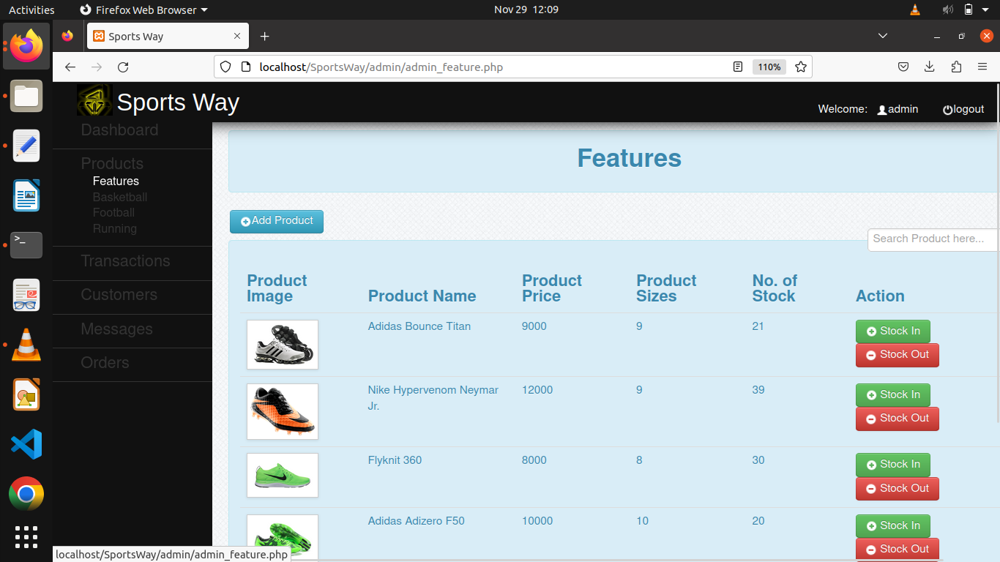 Activities
Firefox Web Browser
Nov 29 12:09
Sports Way
localhost/SportsWay/admin/admin_feature.php
110%
Sports Way
Welcome: admin
logout
Dashboard
Products
Features
Basketball
Football
Running
Transactions
Customers
Messages
Orders
Features
Add Product
Search Product here...
Product Image
Product Name
Product Price
Product Sizes
No. of Stock
Action
Adidas Bounce Titan
9000
9
21
Stock In
Stock Out
Nike Hypervenom Neymar
Jr.
12000
9
39
Stock In
Stock Out
Flyknit 360
8000
8
30
Stock In
Stock Out
Adidas Adizero F50
10000
10
20
Stock In
Stock Out
localhost/SportsWay/admin/admin_feature.php